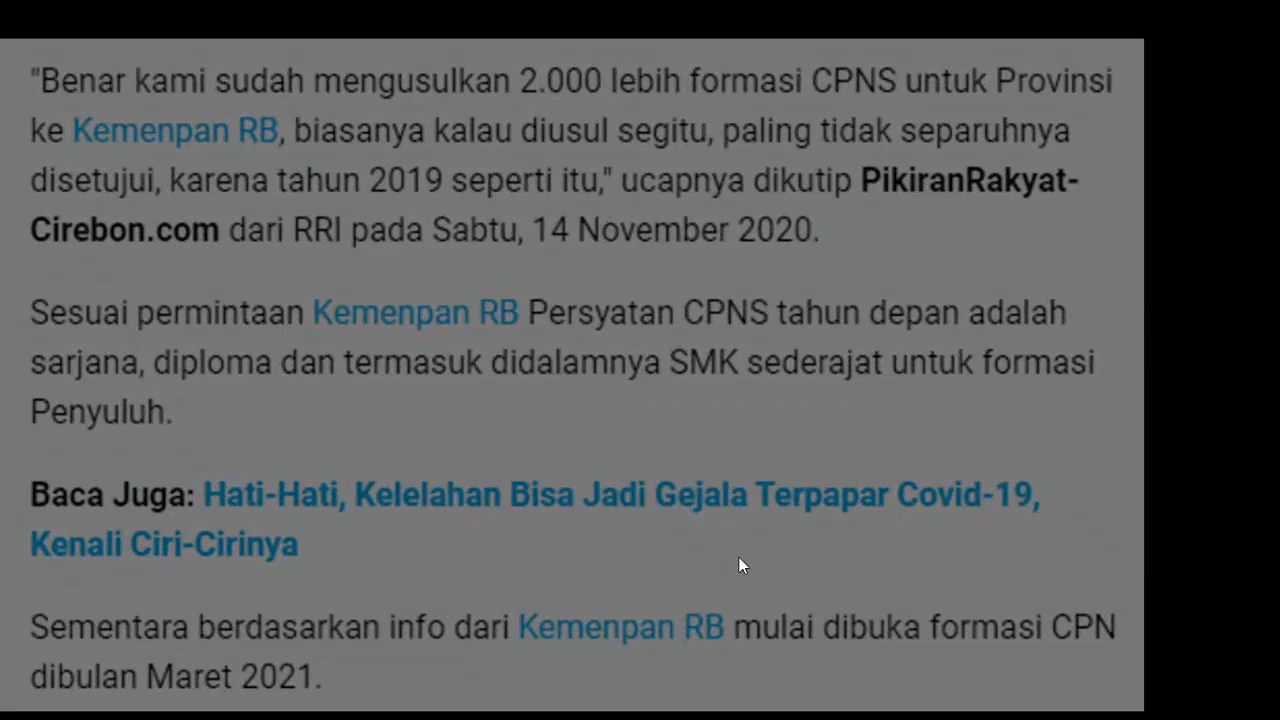 "Benar kami sudah mengusulkan 2.000 lebih formasi CPNS untuk Provinsi
ke Kemenpan RB, biasanya kalau diusul segitu, paling tidak separuhnya
disetujui, karena tahun 2019 seperti itu," ucapnya dikutip PikiranRakyat-
Cirebon.com dari RRI pada Sabtu, 14 November 2020.
Sesuai permintaan Kemenpan RB Persyatan CPNS tahun depan adalah
sarjana, diploma dan termasuk didalamnya SMK sederajat untuk formasi
Penyuluh.
Baca Juga: Hati-Hati, Kelelahan Bisa Jadi Gejala Terpapar Covid-19,
Kenali Ciri-Cirinya
Sementara berdasarkan info dari Kemenpan RB mulai dibuka formasi CPN
dibulan Maret 2021.